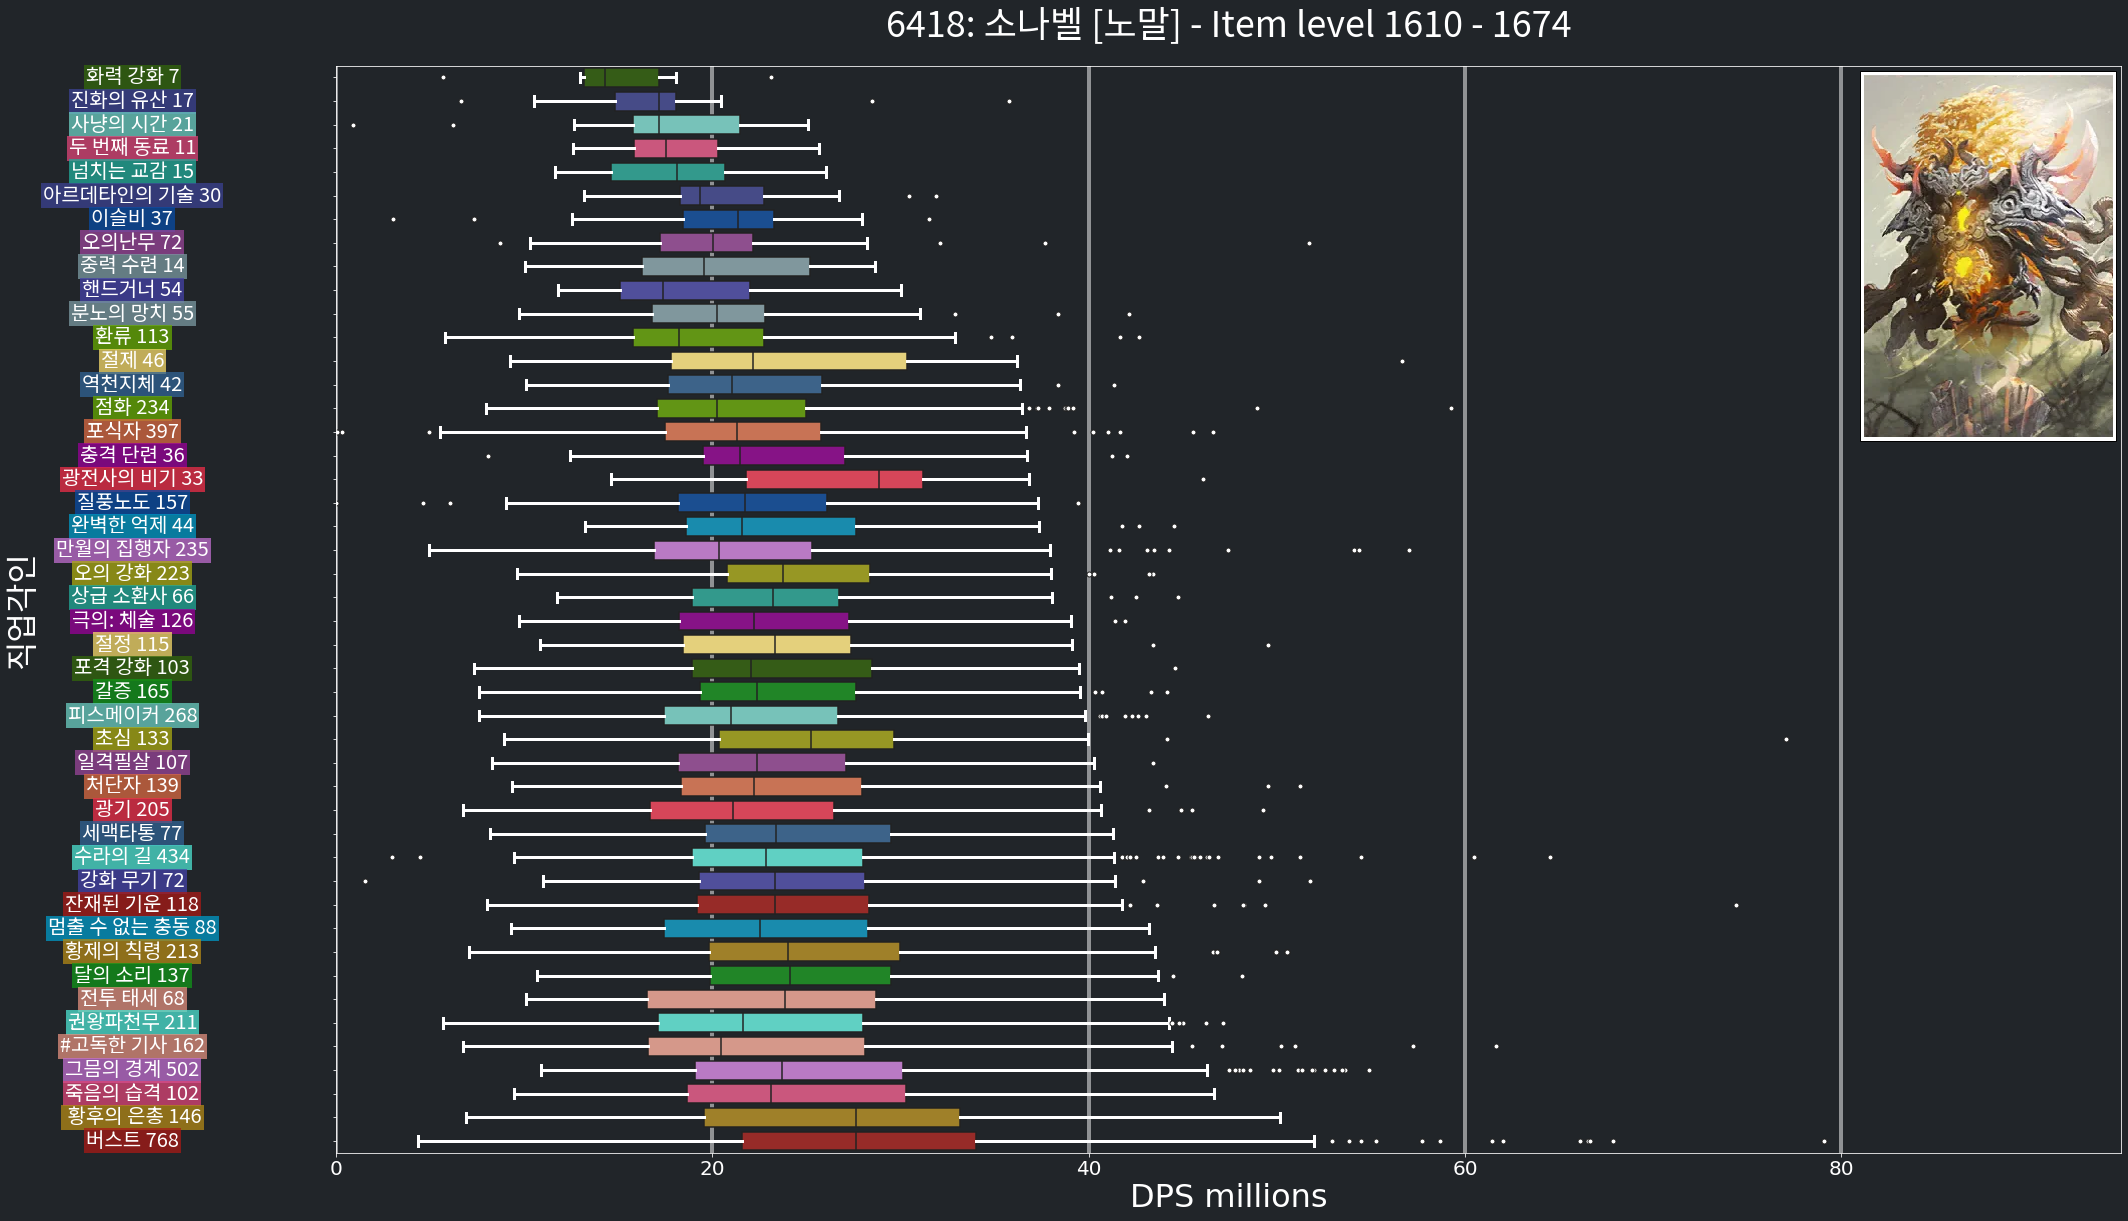 6418: 소나벨 [노말] - Item level 1610 - 1674
화력 강화 7
진화의 유산 17
사냥의 시간 21
두 번째 동료 11
넘치는 교감 15
아르데타인의 기술 30
이슬비 37
오의난무 72
중력 수련 14
핸드거너 54
분노의 망치 55
환류 113
절제 46
역천지체 42
점화 234
포식자 397
충격 단련 36
광전사의 비기 33
질풍노도 157
완벽한 억제 44
만월의 집행자 235
오의 강화 223
상급 소환사 66
극의: 체술 126
절정 115
포격 강화 103
갈증 165
피스메이커 268
초심 133
일격필살 107
처단자 139
광기 205
세맥타통 77
수라의 길 434
강화 무기 72
잔재된 기운 118
멈출 수 없는 충동 88
황제의 칙령 213
달의 소리 137
전투 태세 68
권왕파천무 211
#고독한 기사 162
그믐의 경계 502
죽음의 습격 102
황후의 은총 146
버스트 768
직업각인
0 20 40 60 80
DPS millions